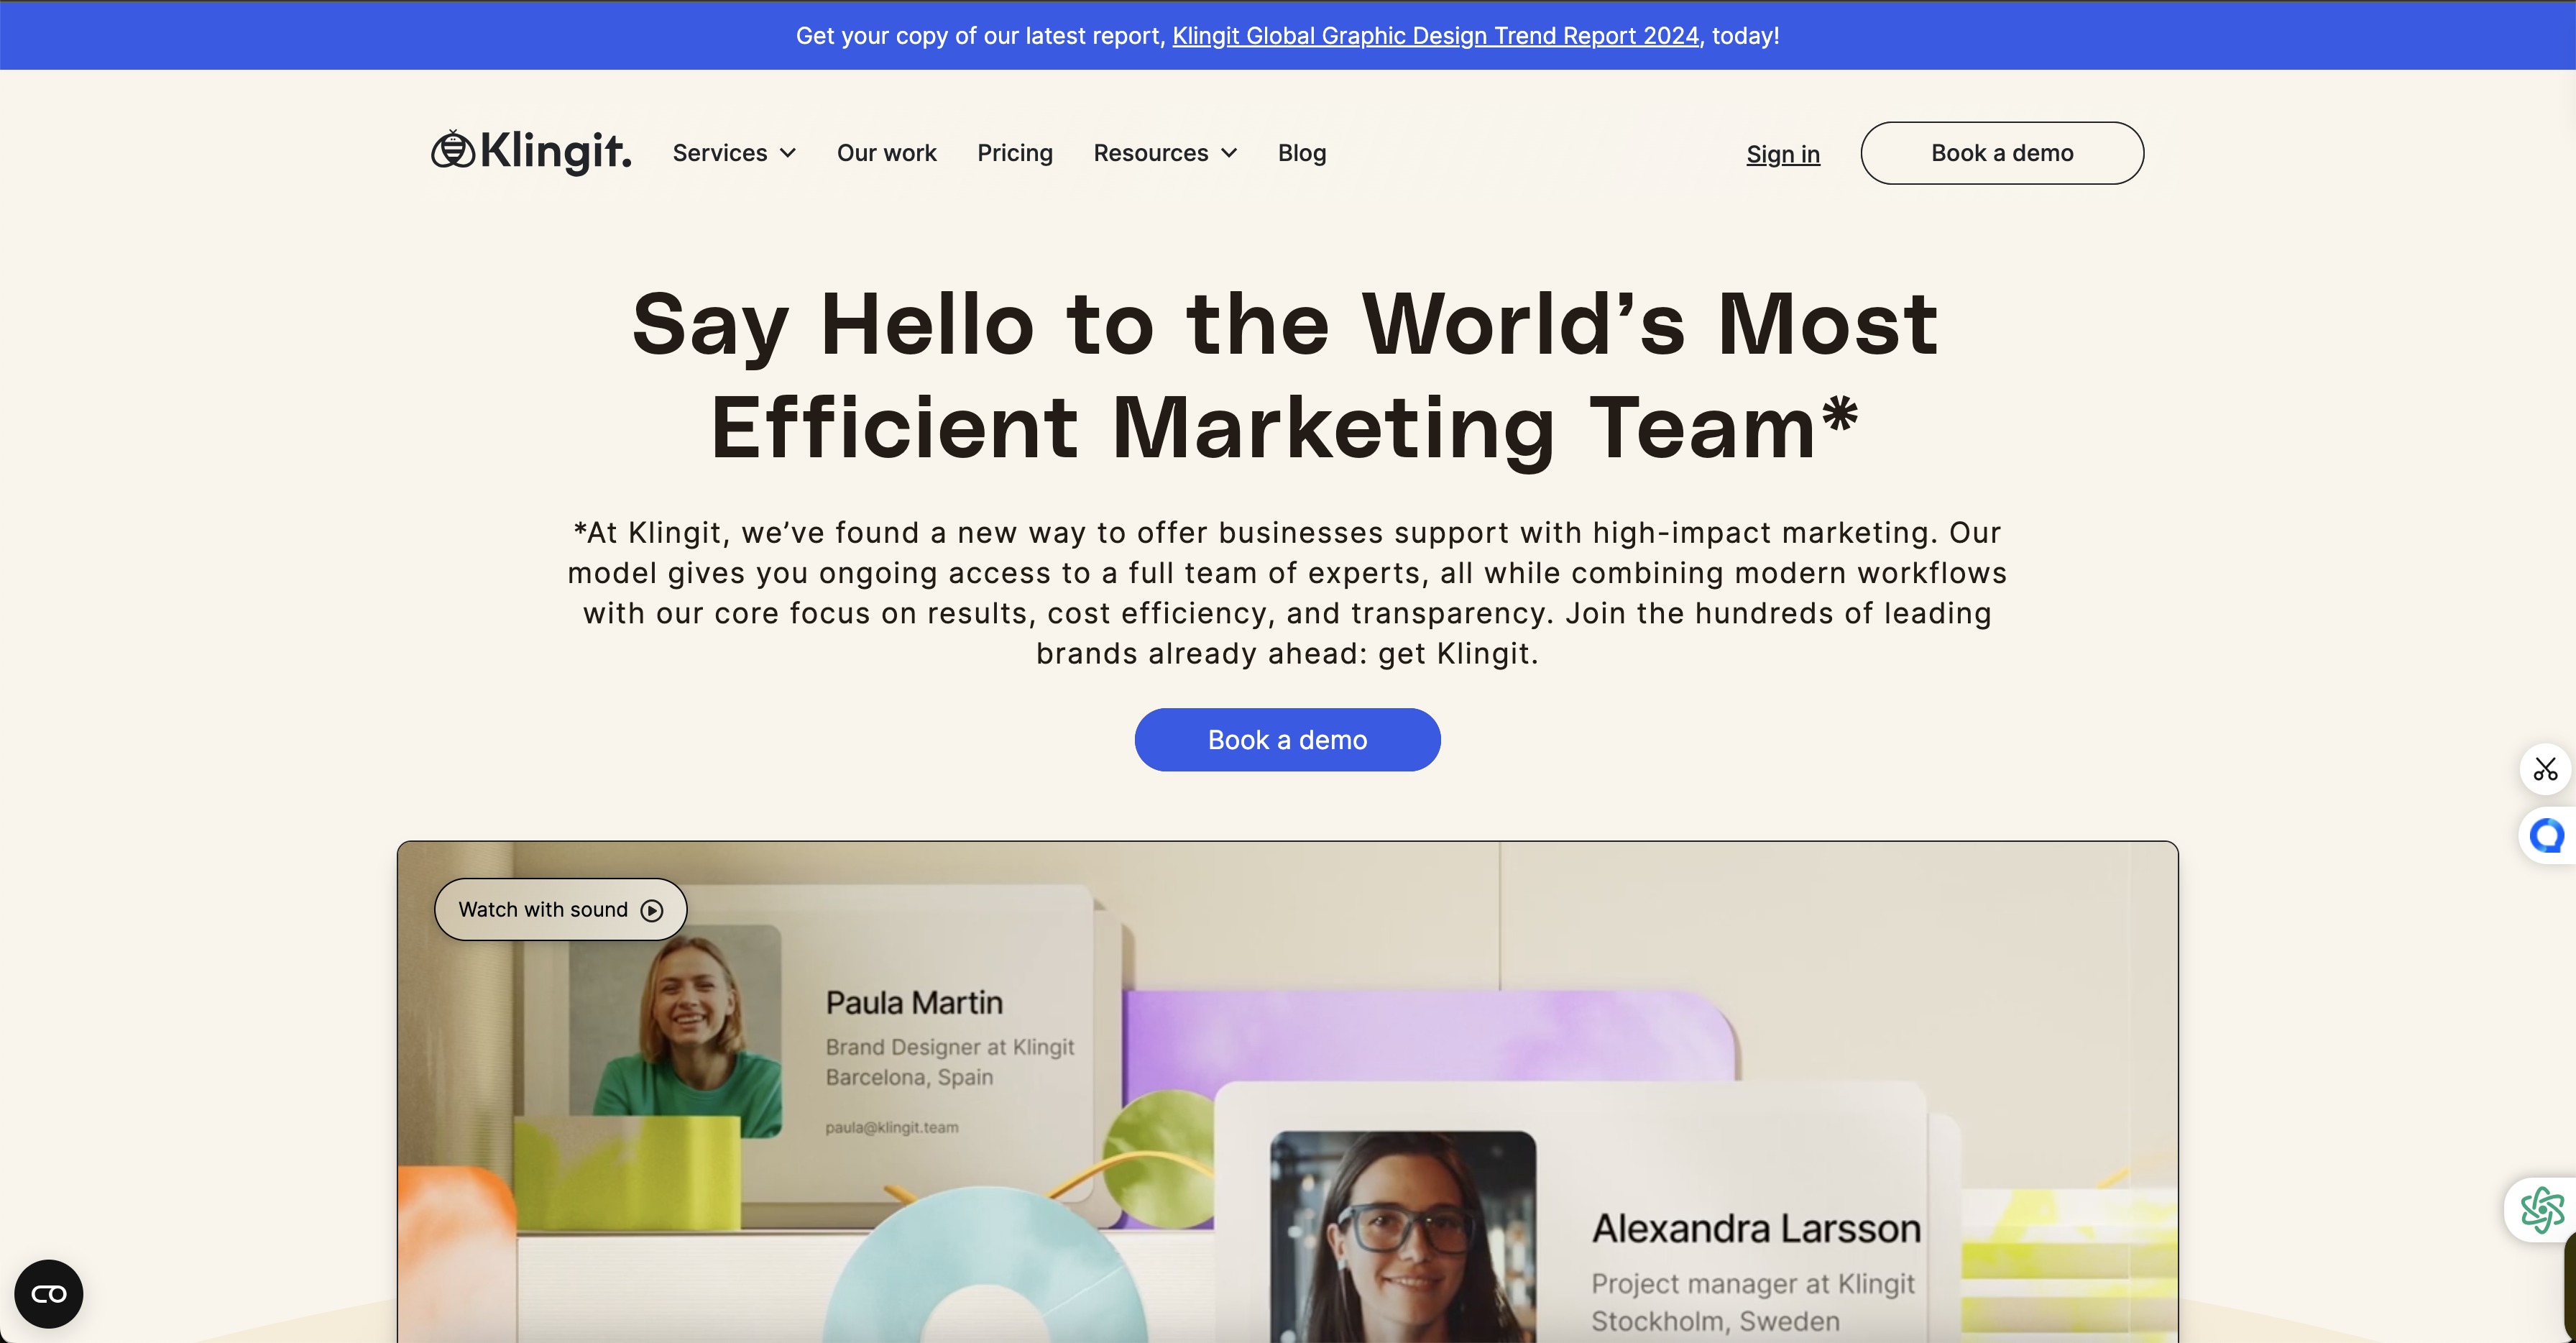 Get your copy of our latest report, Klingit Global Graphic Design Trend Report 2024, today!
Klingit.
Services
Our work
Pricing
Resources
Blog
Sign in
Book a demo
Say Hello to the World’s Most
Efficient Marketing Team*
*At Klingit, we’ve found a new way to offer businesses support with high-impact marketing. Our
model gives you ongoing access to a full team of experts, all while combining modern workflows
with our core focus on results, cost efficiency, and transparency. Join the hundreds of leading
brands already ahead: get Klingit.
Book a demo
Watch with sound
Paula Martin
Brand Designer at Klingit
Barcelona, Spain
paula@klingit.team
Alexandra Larsson
Project manager at Klingit
Stockholm, Sweden